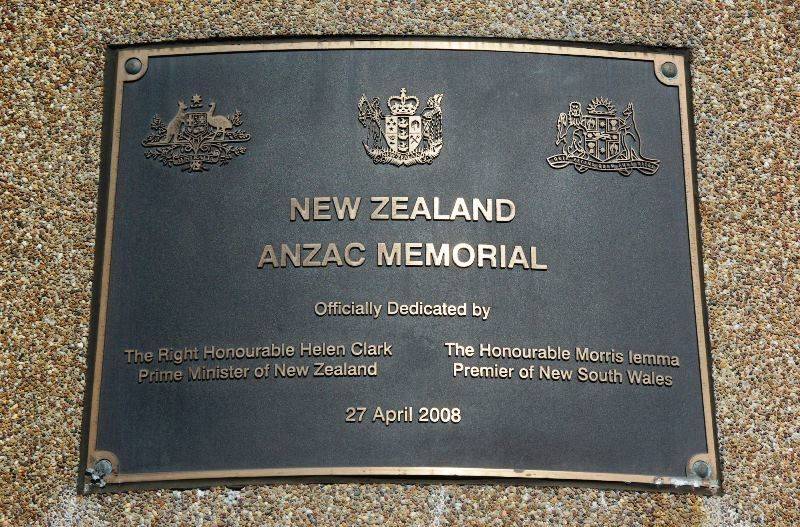 NEW ZEALAND
ANZAC MEMORIAL
Officially Dedicated by
The Right Honourable Helen Clark
Prime Minister of New Zealand
The Honourable Morris Iemma
Premier of New South Wales
27 April 2008